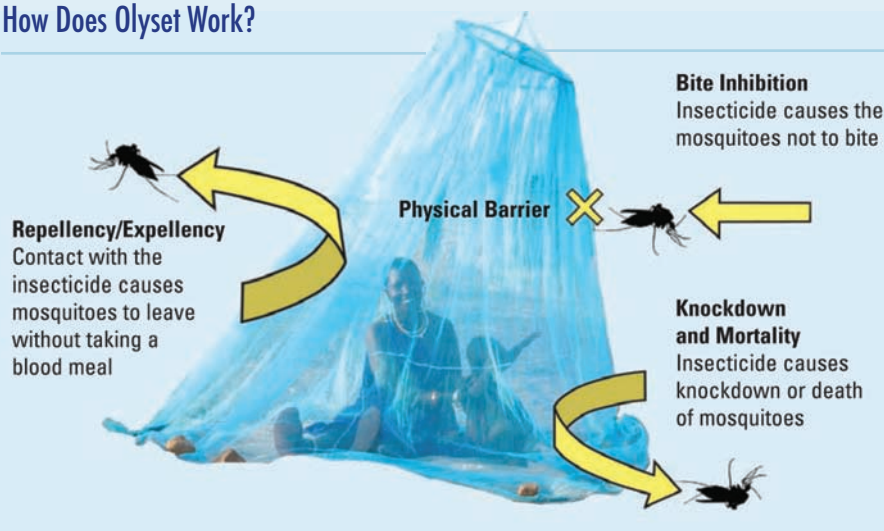 How Does Olyset Work?
Bite Inhibition
Insecticide causes the
mosquitoes not to bite
Physical Barrier
Repellency/Expellency
Contact with the
insecticide causes
mosquitoes to leave
without taking a
blood meal
Knockdown
and Mortality
Insecticide causes
knockdown or death
of mosquitoes